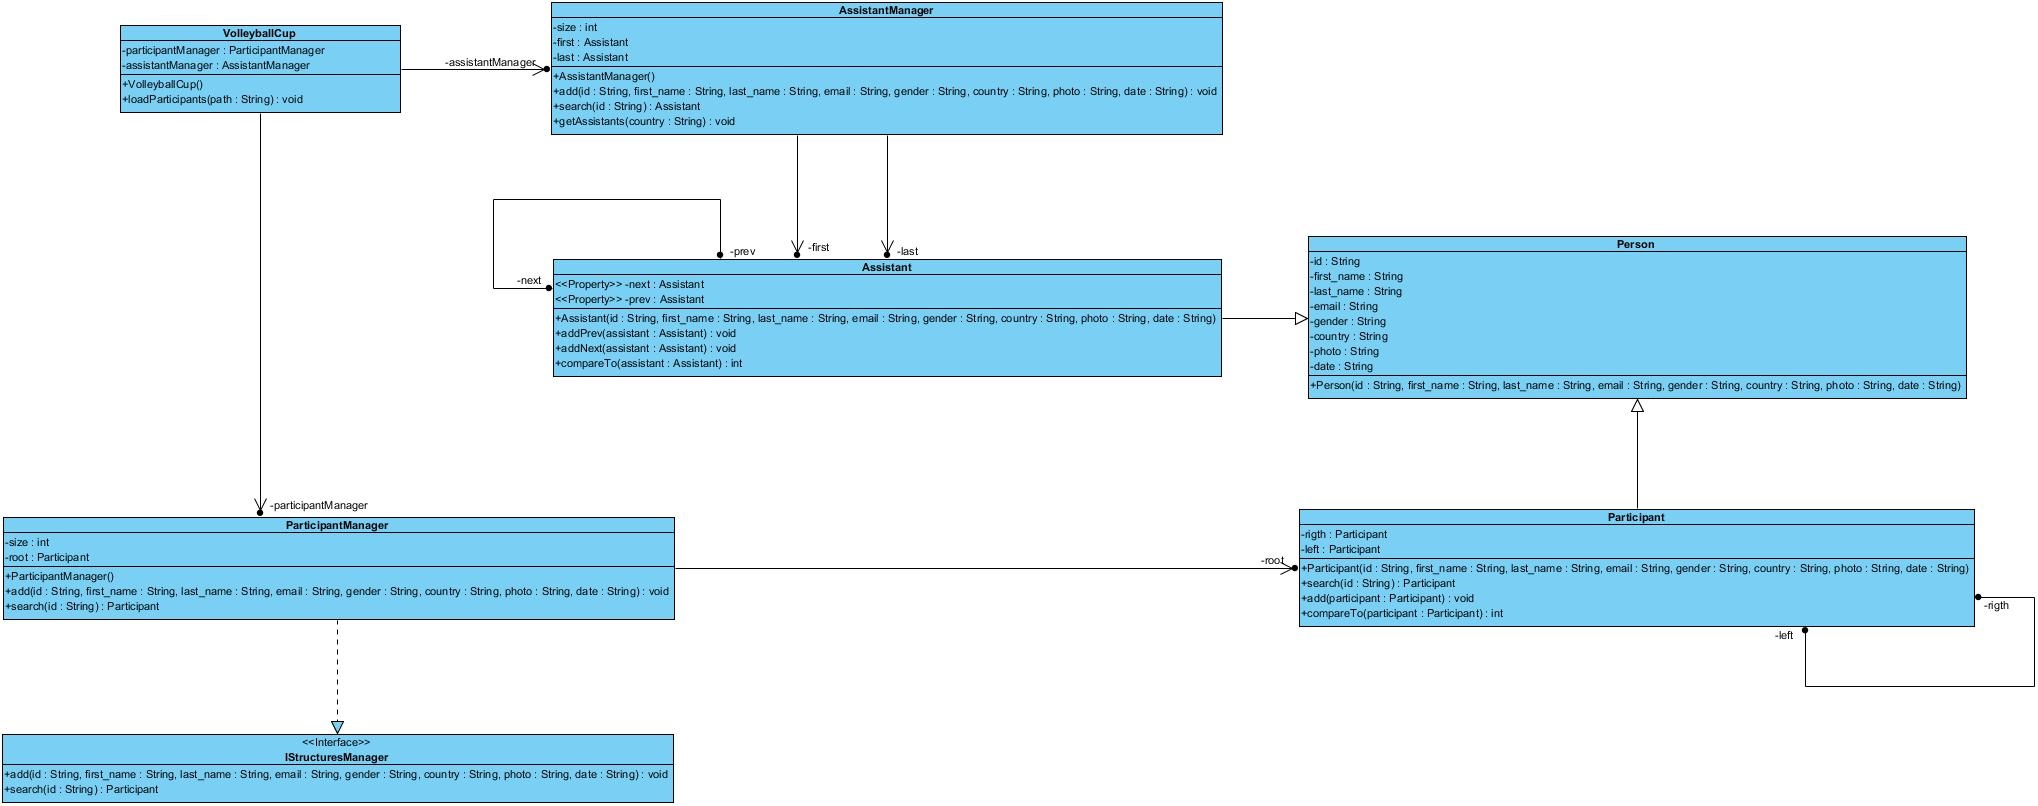 VolleyballCup
-participantManager : ParticipantManager
-assistantManager : AssistantManager
+VolleyballCup()
+loadParticipants(path : String) : void
-assistantManager
AssistantManager
-size : int
-first : Assistant
-last : Assistant
+AssistantManager()
+add(id : String, first_name : String, last_name : String, email : String, gender : String, country : String, photo : String, date : String) : void
+search(id : String) : Assistant
+getAssistants(country : String) : void
-prev
-first
-last
-next
Assistant
<<Property>> -next : Assistant
<<Property>> -prev : Assistant
+Assistant(id : String, first_name : String, last_name : String, email : String, gender : String, country : String, photo : String, date : String)
+addPrev(assistant : Assistant) : void
+addNext(assistant : Assistant) : void
+compareTo(assistant : Assistant) : int
Person
-id : String
-first_name : String
-last_name : String
-email : String
-gender : String
-country : String
-photo : String
-date : String
+Person(id : String, first_name : String, last_name : String, email : String, gender : String, country : String, photo : String, date : String)
-participantManager
ParticipantManager
-size : int
-root : Participant
+ParticipantManager()
+add(id : String, first_name : String, last_name : String, email : String, gender : String, country : String, photo : String, date : String) : void
+search(id : String) : Participant
-root
Participant
-rigth : Participant
-left : Participant
+Participant(id : String, first_name : String, last_name : String, email : String, gender : String, country : String, photo : String, date : String)
+search(id : String) : Participant
+add(participant : Participant) : void
+compareTo(participant : Participant) : int
-rigth
-left
<<Interface>>
IStructuresManager
+add(id : String, first_name : String, last_name : String, email : String, gender : String, country : String, photo : String, date : String) : void
+search(id : String) : Participant